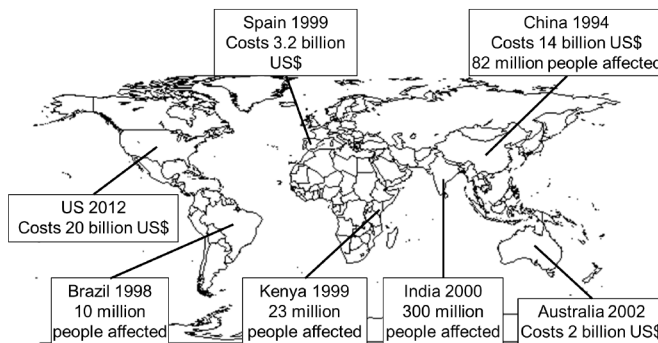 Spain 1999
Costs 3.2 billion
US$
China 1994
Costs 14 billion US$
82 million people affected
US 2012
Costs 20 billion US$
Brazil 1998
10 million
people affected
Kenya 1999
23 million
people affected
India 2000
300 million
people affected
Australia 2002
Costs 2 billion US$